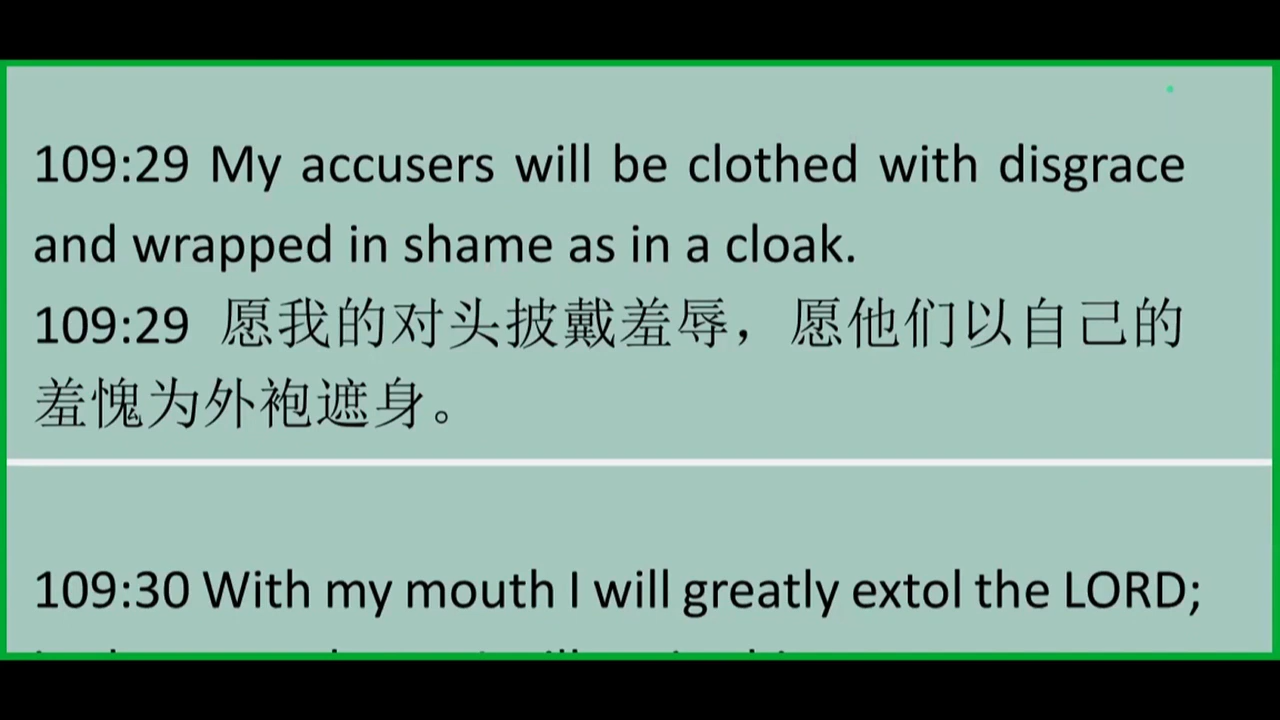 109:29 My accusers will be clothed with disgrace
and wrapped in shame as in a cloak.
109:29 愿我的对头披戴羞辱，愿他们以自己的
羞愧为外袍遮身。
109:30 With my mouth I will greatly extol the LORD;